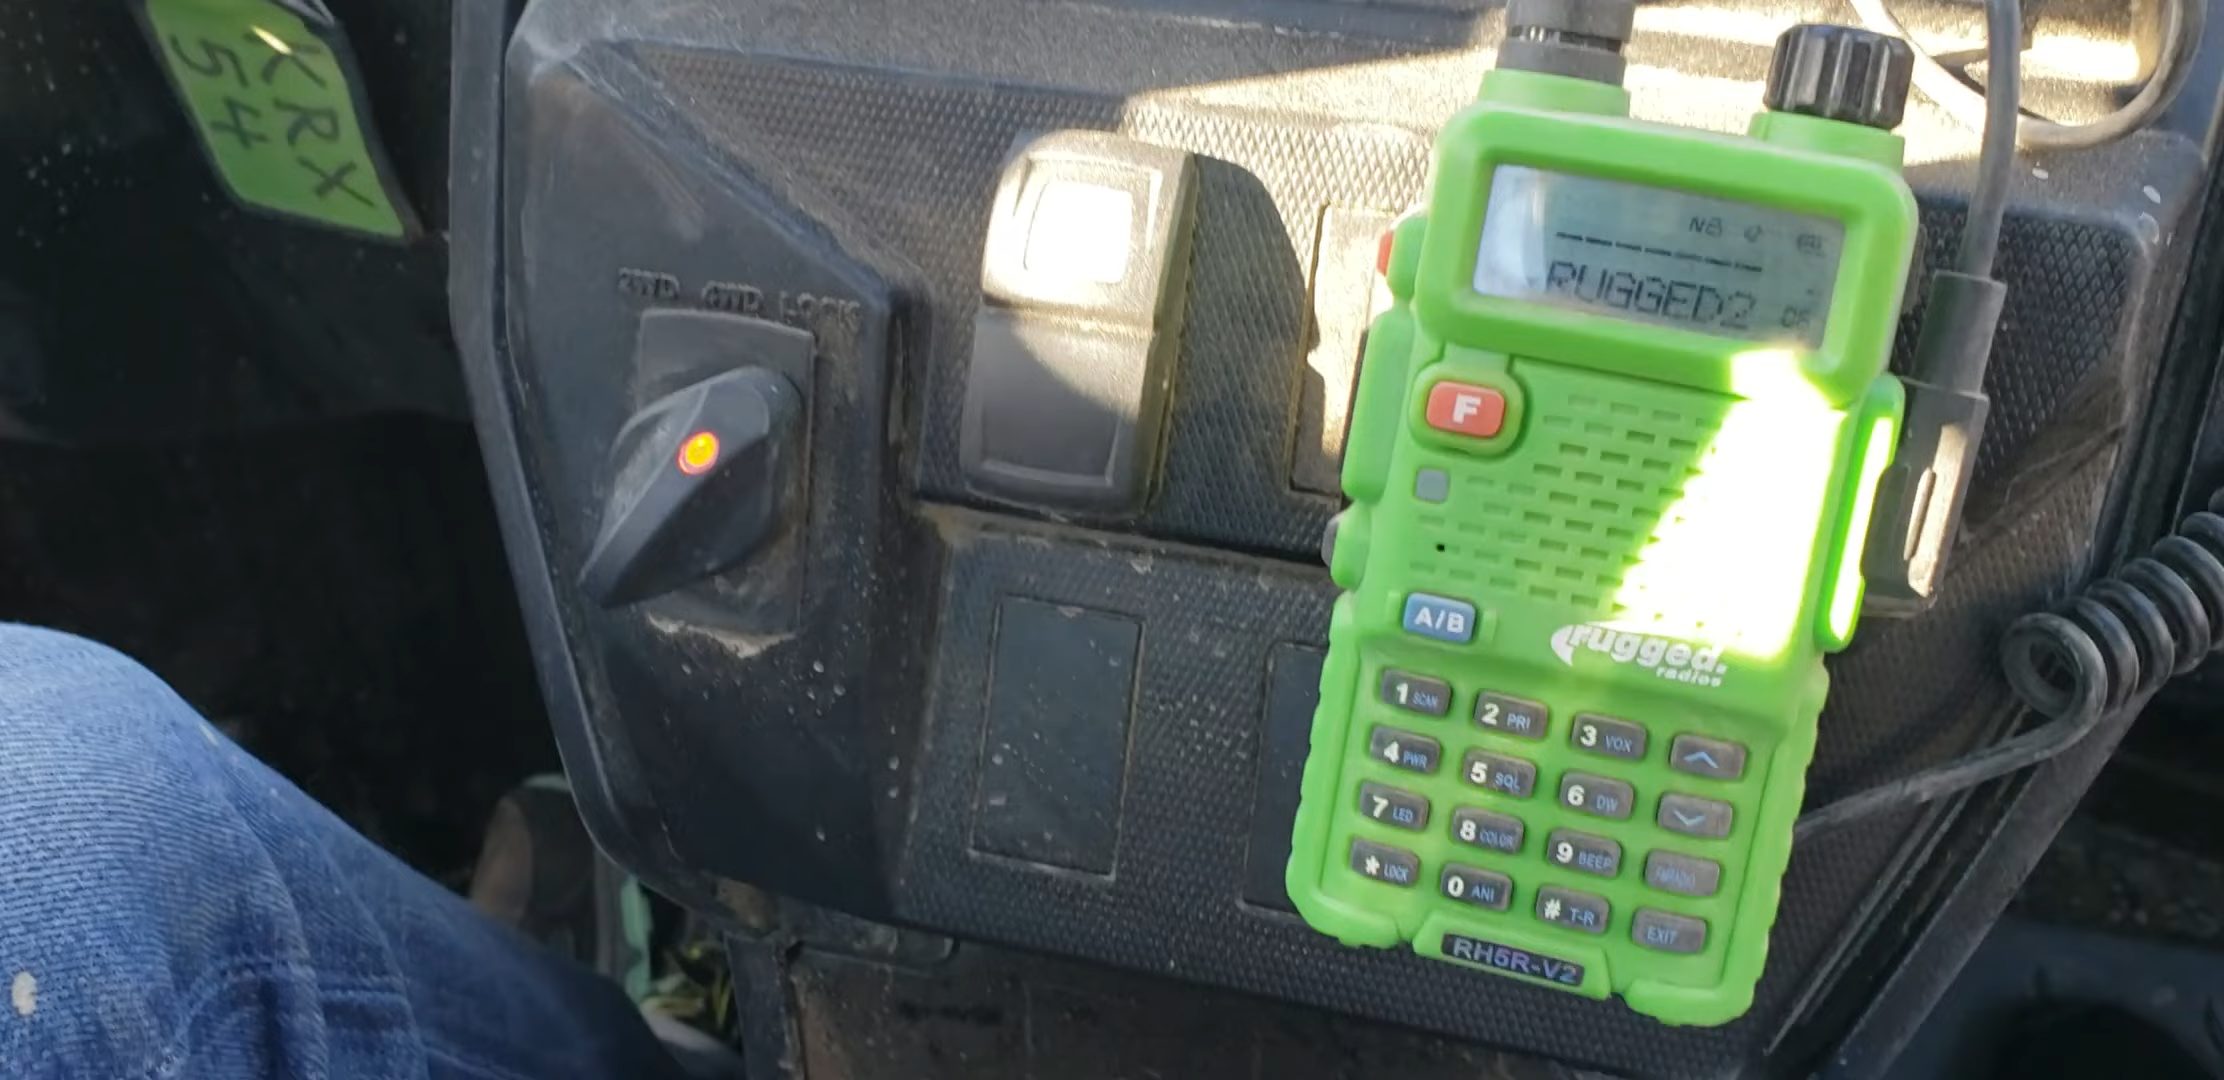 KRX
54
2WD 4WD LOCK
N
RUGGED2
F
A/B
rugged.
radios
1 SCAN 2 PRI 3 VOX
4 PWR 5 SQL 6 DW
7 LED 8 COLOR 9 BEEP
* LOCK 0 ANI # T-R EXIT
RH5R-V2